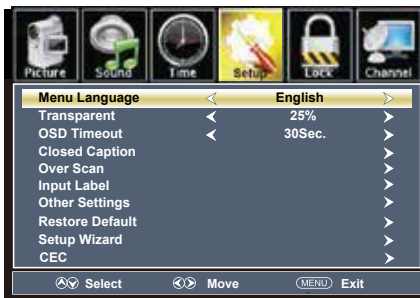 Picture Sound Time Setup Lock Channel
Menu Language English
Transparent 25%
OSD Timeout 30Sec.
Closed Caption
Over Scan
Input Label
Other Settings
Restore Default
Setup Wizard
CEC
Select Move MENU Exit